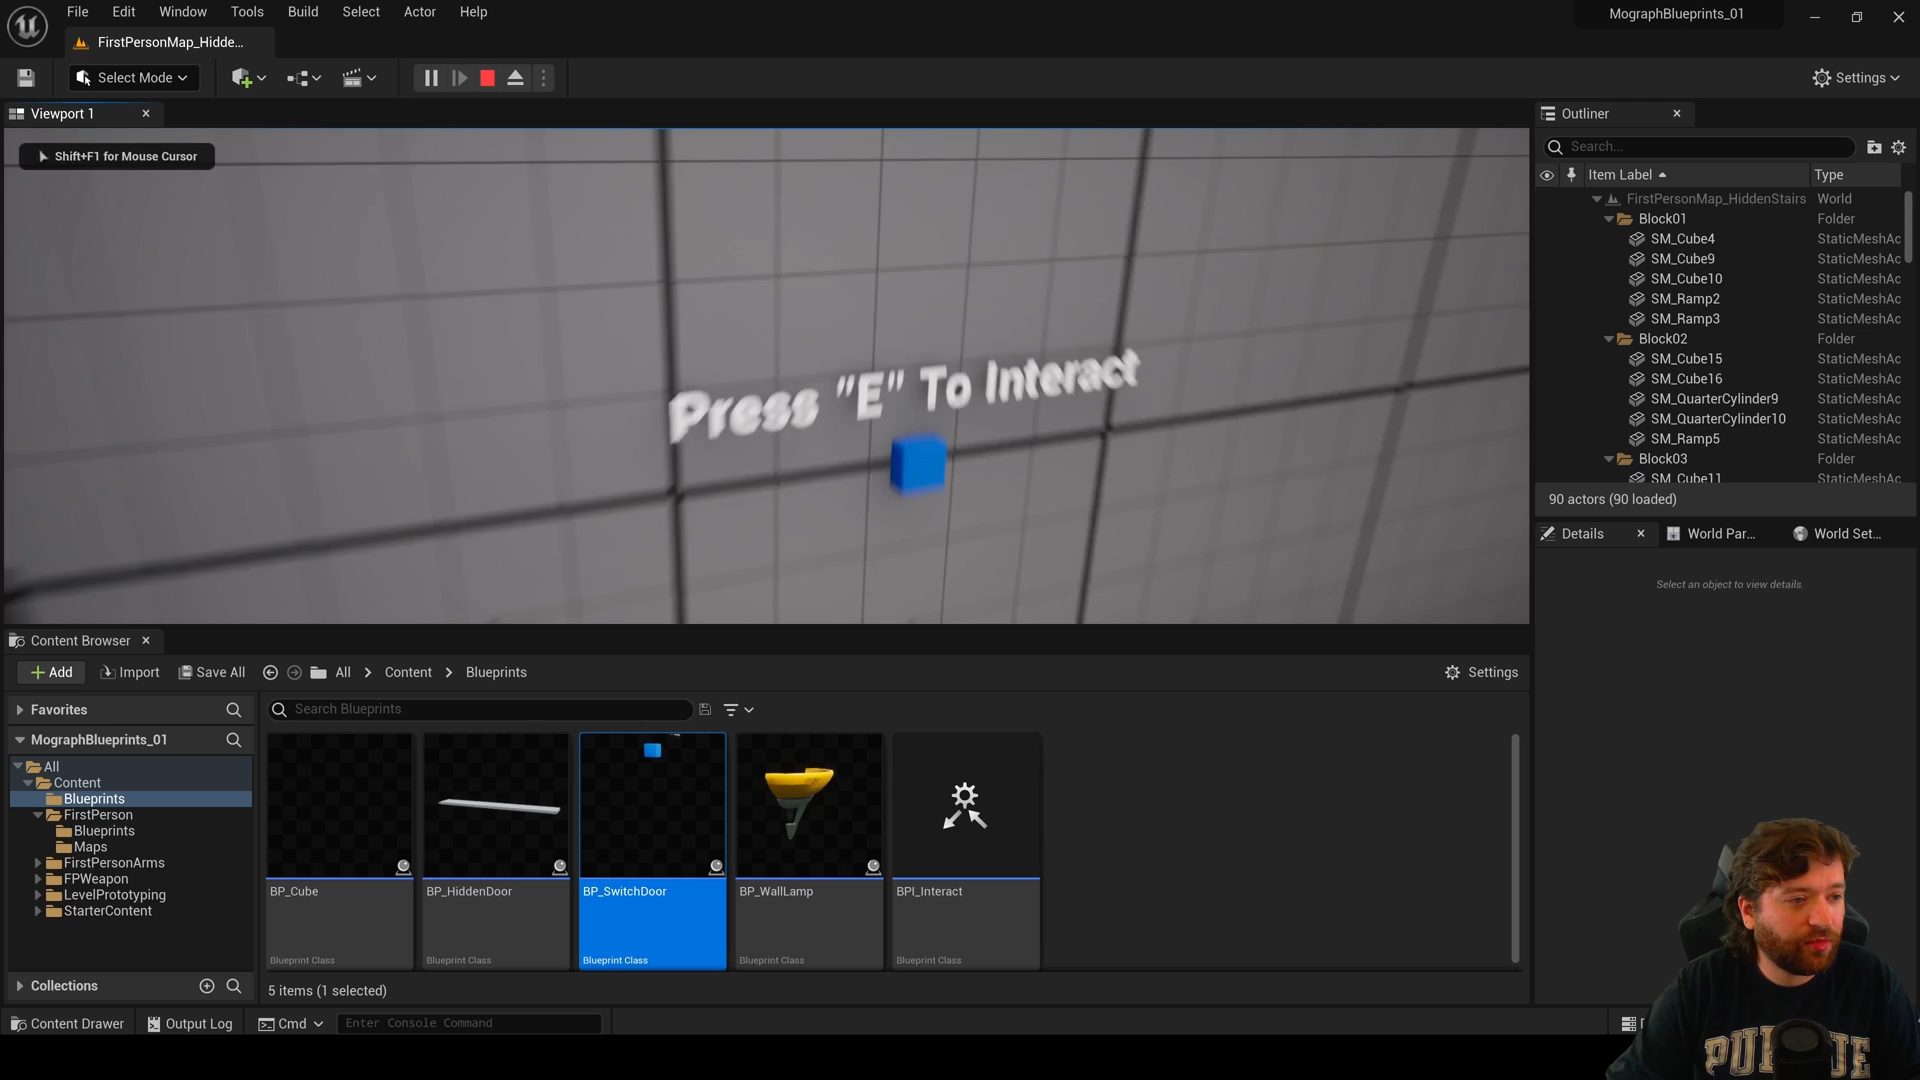 File Edit Window Tools Build Select Actor Help
MographBlueprints_01
FirstPersonMap_Hidde...
Select Mode
Settings
Viewport 1
Outliner
Shift+F1 for Mouse Cursor
Search...
Item Label Type
FirstPersonMap_HiddenStairs World
Block01 Folder
SM_Cube4 StaticMeshAc
SM_Cube9 StaticMeshAc
SM_Cube10 StaticMeshAc
SM_Ramp2 StaticMeshAc
SM_Ramp3 StaticMeshAc
Block02 Folder
SM_Cube15 StaticMeshAc
SM_Cube16 StaticMeshAc
SM_QuarterCylinder9 StaticMeshAc
SM_QuarterCylinder10 StaticMeshAc
SM_Ramp5 StaticMeshAc
Block03 Folder
SM_Cube11 StaticMeshAc
90 actors (90 loaded)
Press "E" To Interact
Details World Par... World Set...
Select an object to view details.
Content Browser
Add Import Save All All Content Blueprints Settings
Favorites
Search Blueprints
MographBlueprints_01
All
Content
Blueprints
FirstPerson
Blueprints
Maps
FirstPersonArms
FPWeapon
LevelPrototyping
StarterContent
BP_Cube BP_HiddenDoor BP_SwitchDoor BP_WallLamp BPI_Interact
Blueprint Class Blueprint Class Blueprint Class Blueprint Class Blueprint Class
Collections
5 items (1 selected)
Content Drawer Output Log Cmd Enter Console Command